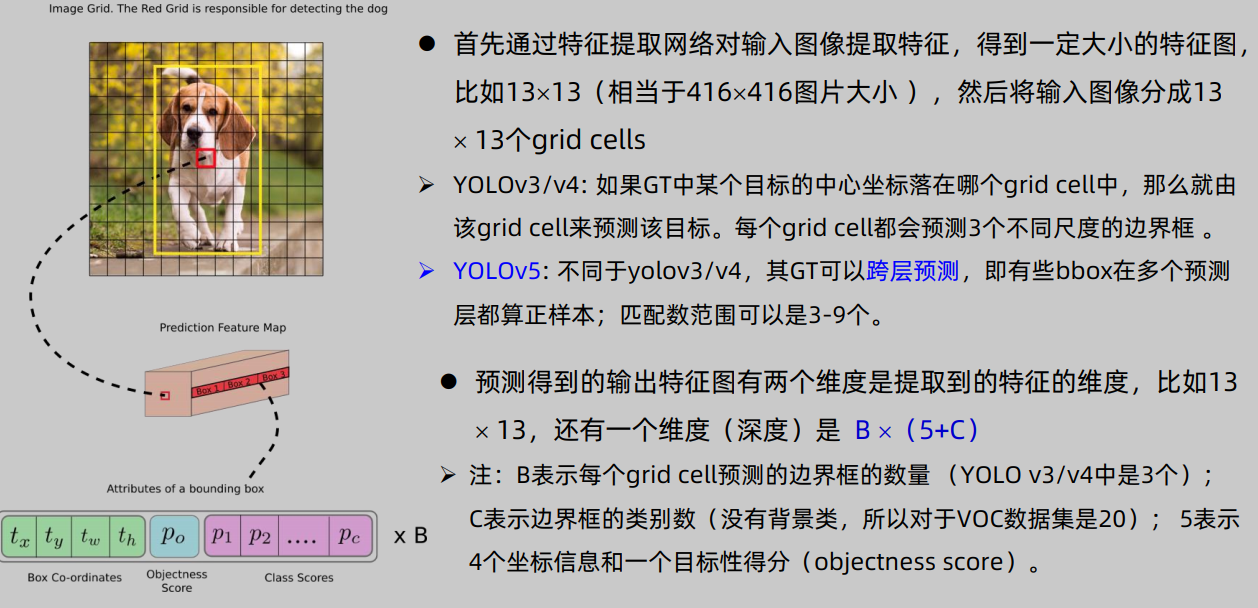 Image Grid. The Red Grid is responsible for detecting the dog
Prediction Feature Map
Box 1 Box 2 Box 3
Attributes of a bounding box
t_x t_y t_w t_h p_o p_1 p_2 .... p_c x B
Box Co-ordinates Objectness Score Class Scores
● 首先通过特征提取网络对输入图像提取特征，得到一定大小的特征图，
比如13×13（相当于416×416图片大小 ），然后将输入图像分成13
× 13个grid cells
➢ YOLOv3/v4: 如果GT中某个目标的中心坐标落在哪个grid cell中，那么就由
该grid cell来预测该目标。每个grid cell都会预测3个不同尺度的边界框 。
➢ YOLOv5: 不同于yolov3/v4，其GT可以跨层预测，即有些bbox在多个预测
层都算正样本；匹配数范围可以是3-9个。
● 预测得到的输出特征图有两个维度是提取到的特征的维度，比如13
× 13，还有一个维度（深度）是 B ×（5+C）
➢ 注：B表示每个grid cell预测的边界框的数量 （YOLO v3/v4中是3个）；
C表示边界框的类别数（没有背景类，所以对于VOC数据集是20）； 5表示
4个坐标信息和一个目标性得分（objectness score）。